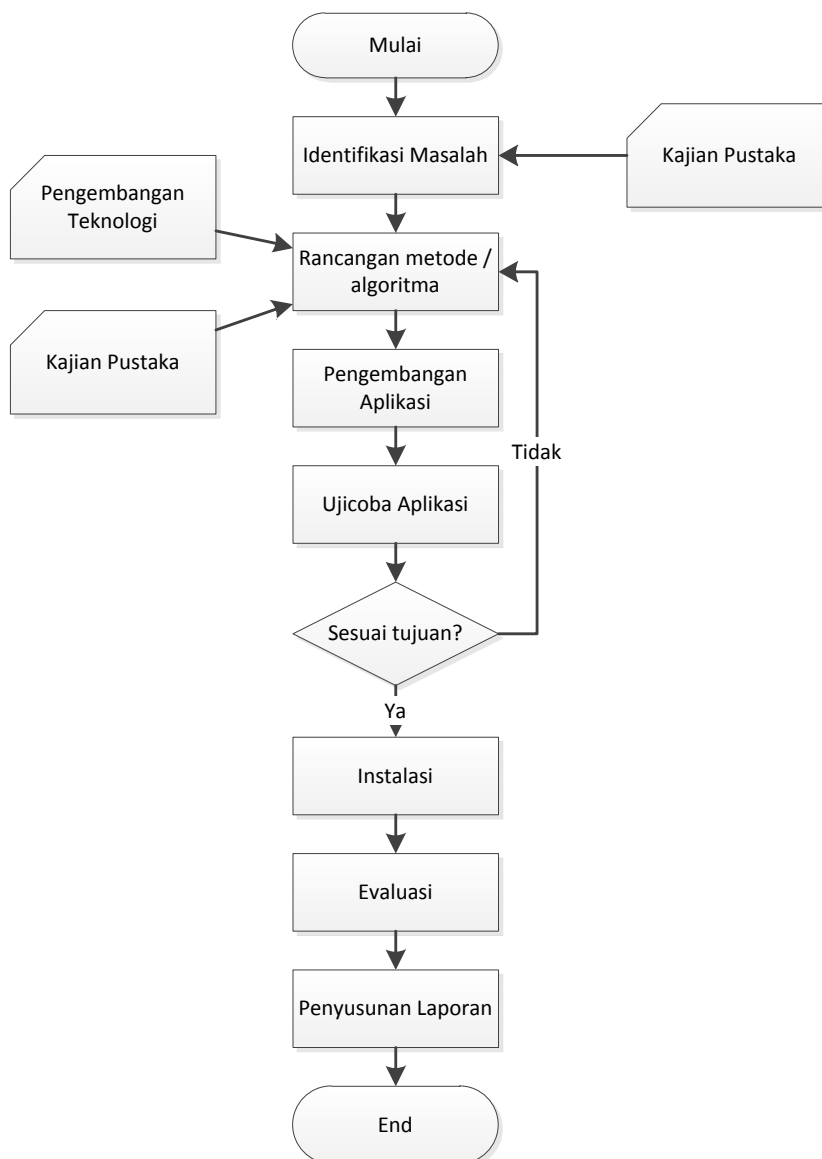 Mulai
Identifikasi Masalah
Kajian Pustaka
Pengembangan
Teknologi
Rancangan metode /
algoritma
Kajian Pustaka
Pengembangan
Aplikasi
Tidak
Ujicoba Aplikasi
Sesuai tujuan?
Ya
Instalasi
Evaluasi
Penyusunan Laporan
End